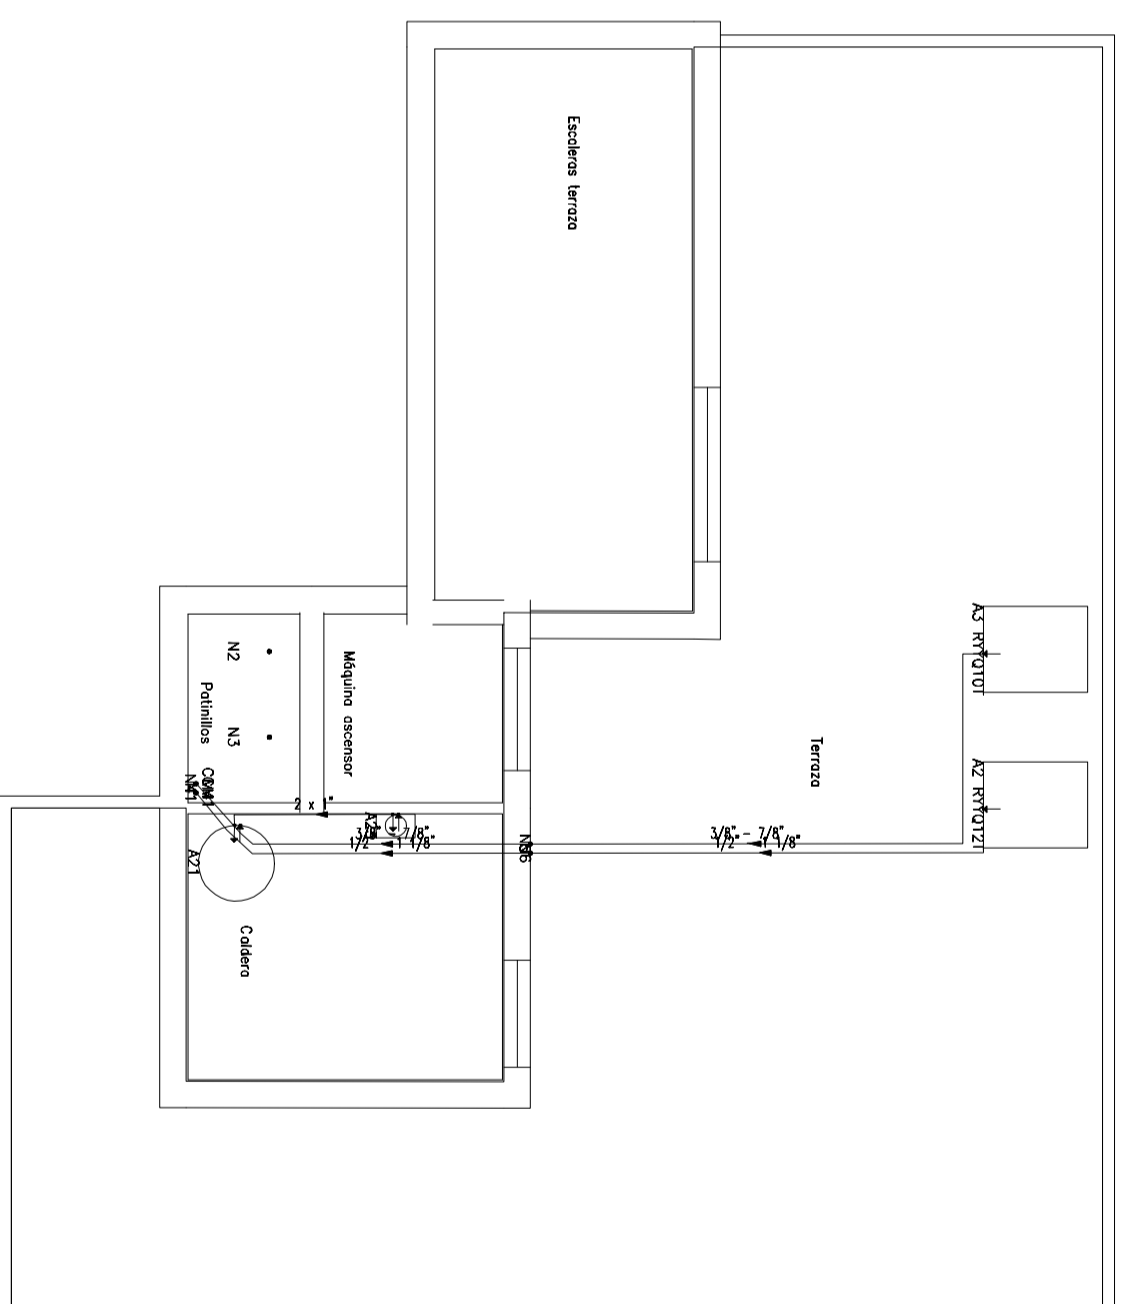 Escaleras terraza
A3 RYYQ10T
N2
Patinillos
N3
Máquina ascensor
Terraza
A2 RYYQ12T
2 x 1"
3/8" - 7/8"
1/2" - 1 1/8"
3/8" - 7/8"
1/2" - 1 1/8"
A21
Caldera